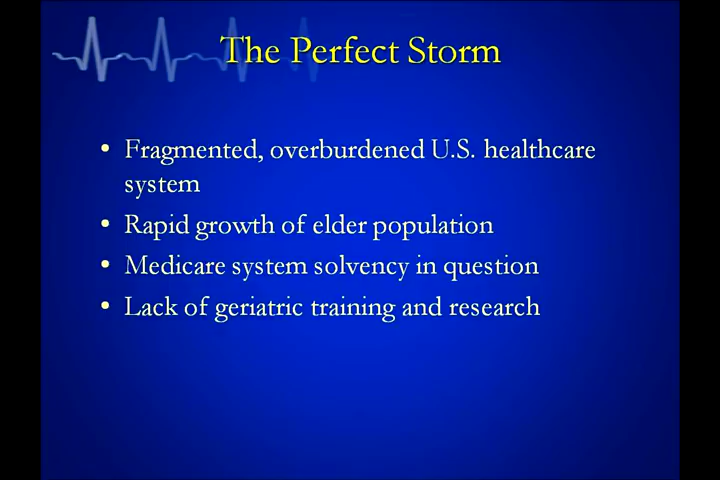 The Perfect Storm
• Fragmented, overburdened U.S. healthcare
system
• Rapid growth of elder population
• Medicare system solvency in question
• Lack of geriatric training and research